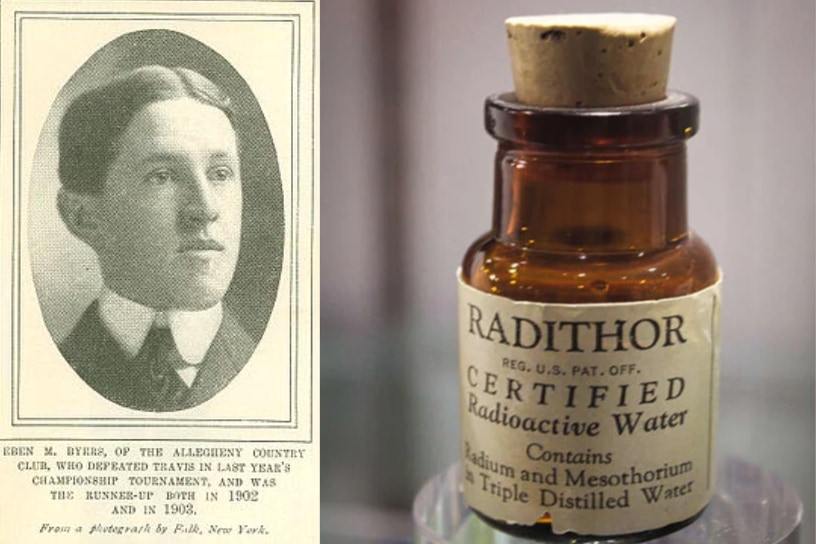 EBEN M. BYERS, OF THE ALLEGHENY COUNTRY
CLUB, WHO DEFEATED TRAVIS IN LAST YEAR'S
CHAMPIONSHIP TOURNAMENT, AND WAS
THE RUNNER-UP BOTH IN 1902
AND IN 1903.
From a photograph by Falk, New York.
RADITHOR
REG. U.S. PAT. OFF.
CERTIFIED
Radioactive Water
Contains
Radium and Mesothorium
in Triple Distilled Water